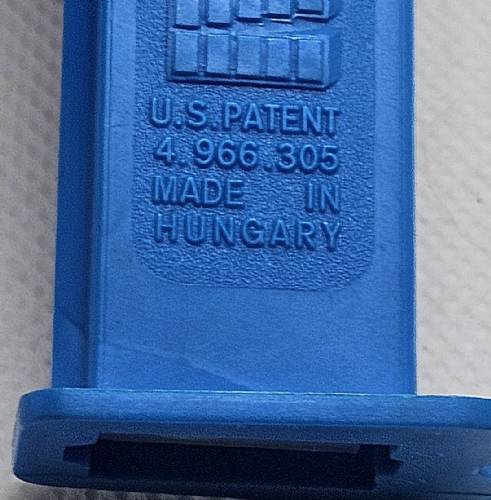 U.S.PATENT
4.966.305
MADE IN
HUNGARY